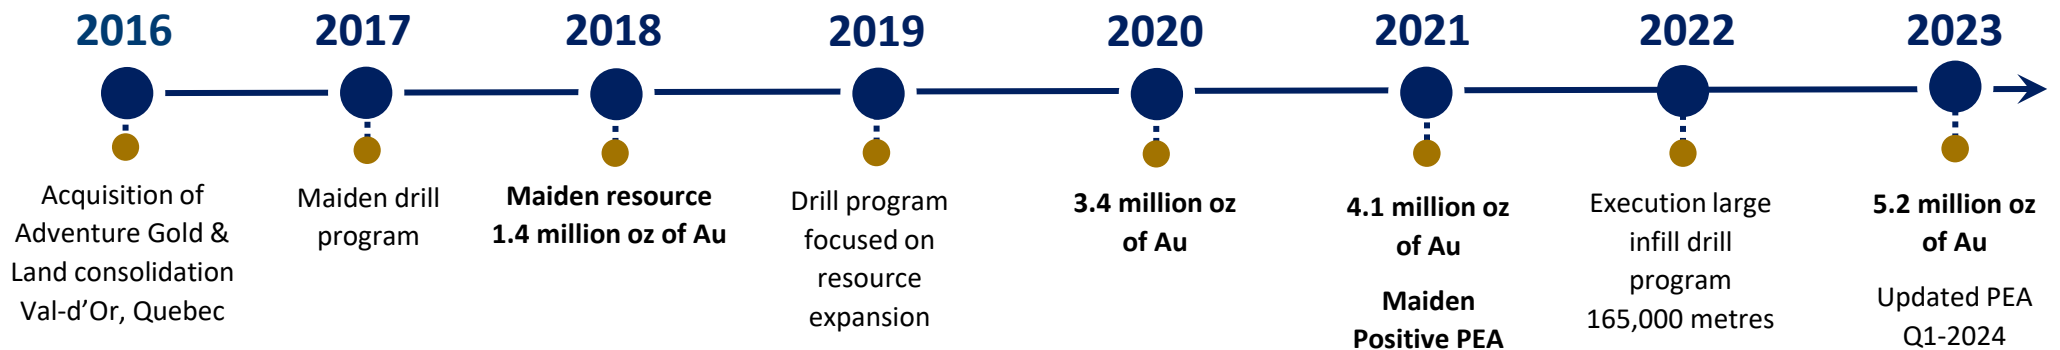 2016
Acquisition of
Adventure Gold &
Land consolidation
Val-d’Or, Quebec
2017
Maiden drill
program
2018
Maiden resource
1.4 million oz of Au
2019
Drill program
focused on
resource
expansion
2020
3.4 million oz
of Au
2021
4.1 million oz
of Au
Maiden
Positive PEA
2022
Execution large
infill drill
program
165,000 metres
2023
5.2 million oz
of Au
Updated PEA
Q1-2024